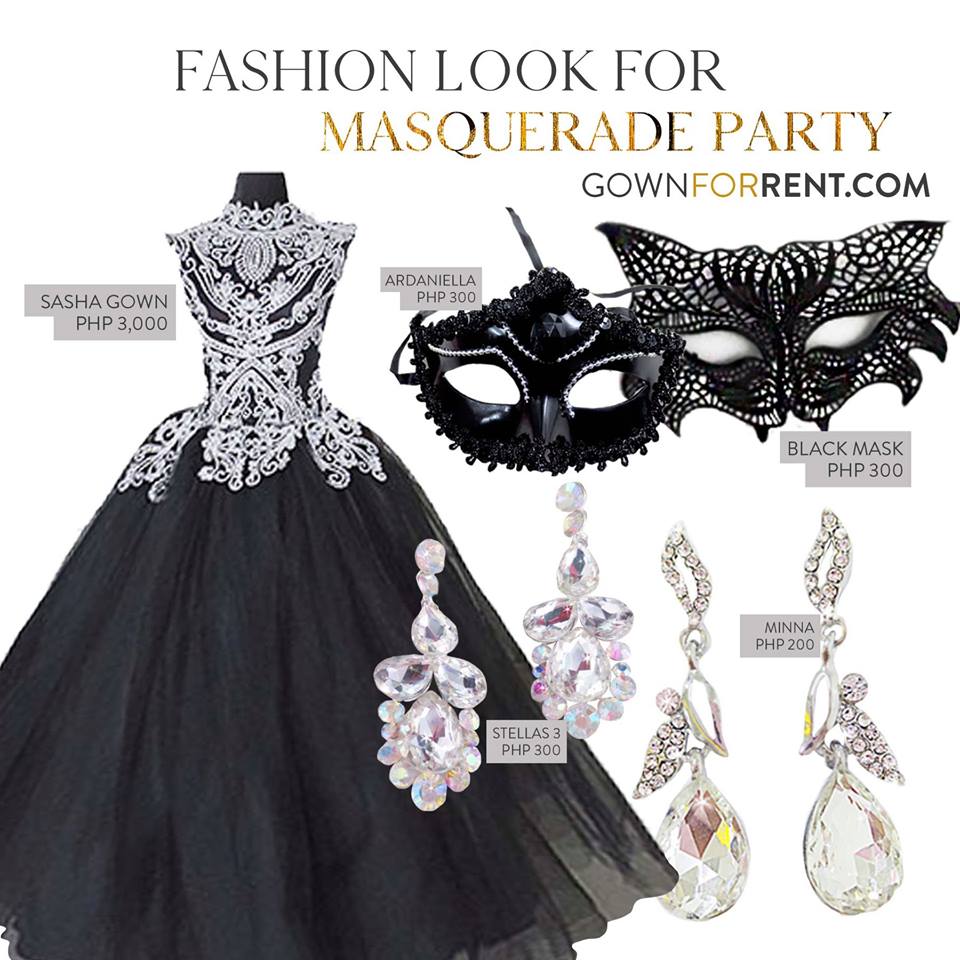 FASHION LOOK FOR
MASQUERADE PARTY
GOWNFORRENT.COM
SASHA GOWN
PHP 3,000
ARDANIELLA
PHP 300
BLACK MASK
PHP 300
MINNA
PHP 200
STELLAS 3
PHP 300